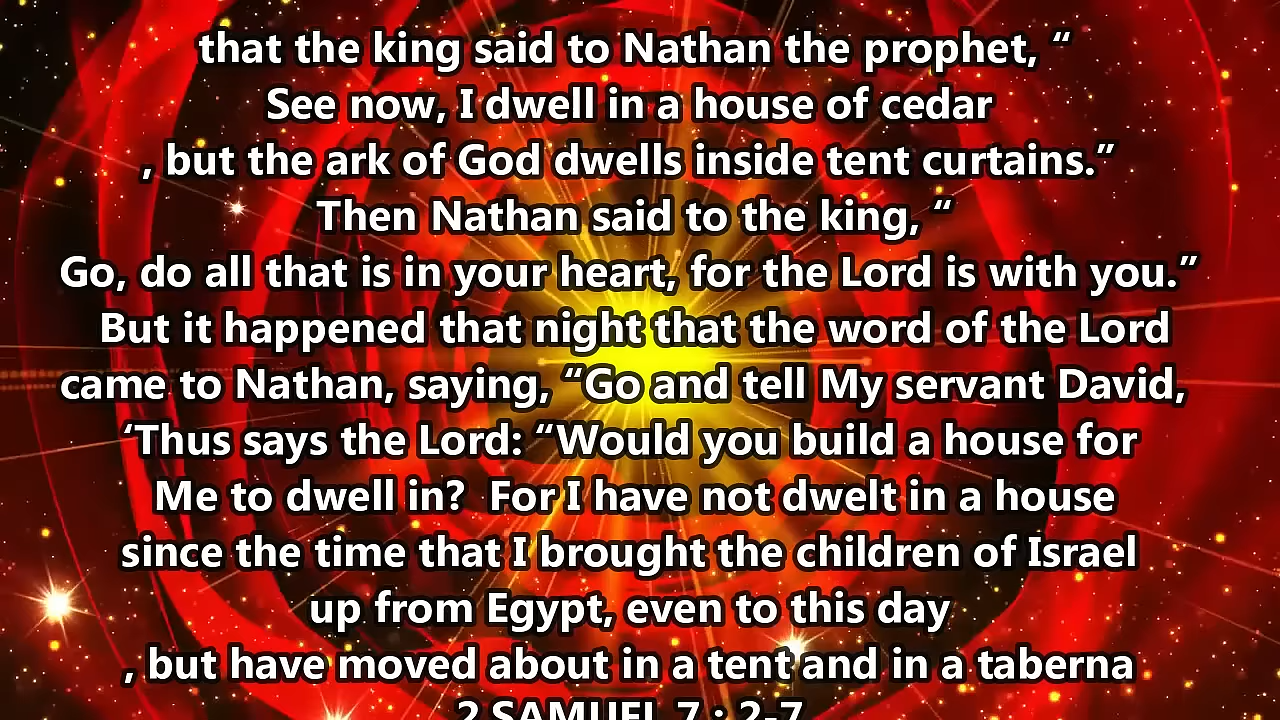 that the king said to Nathan the prophet, “
See now, I dwell in a house of cedar
, but the ark of God dwells inside tent curtains.”
Then Nathan said to the king, “
Go, do all that is in your heart, for the Lord is with you.”
But it happened that night that the word of the Lord
came to Nathan, saying, “Go and tell My servant David,
‘Thus says the Lord: “Would you build a house for
Me to dwell in?  For I have not dwelt in a house
since the time that I brought the children of Israel
up from Egypt, even to this day
, but have moved about in a tent and in a taberna
2 SAMUEL 7 : 2-7